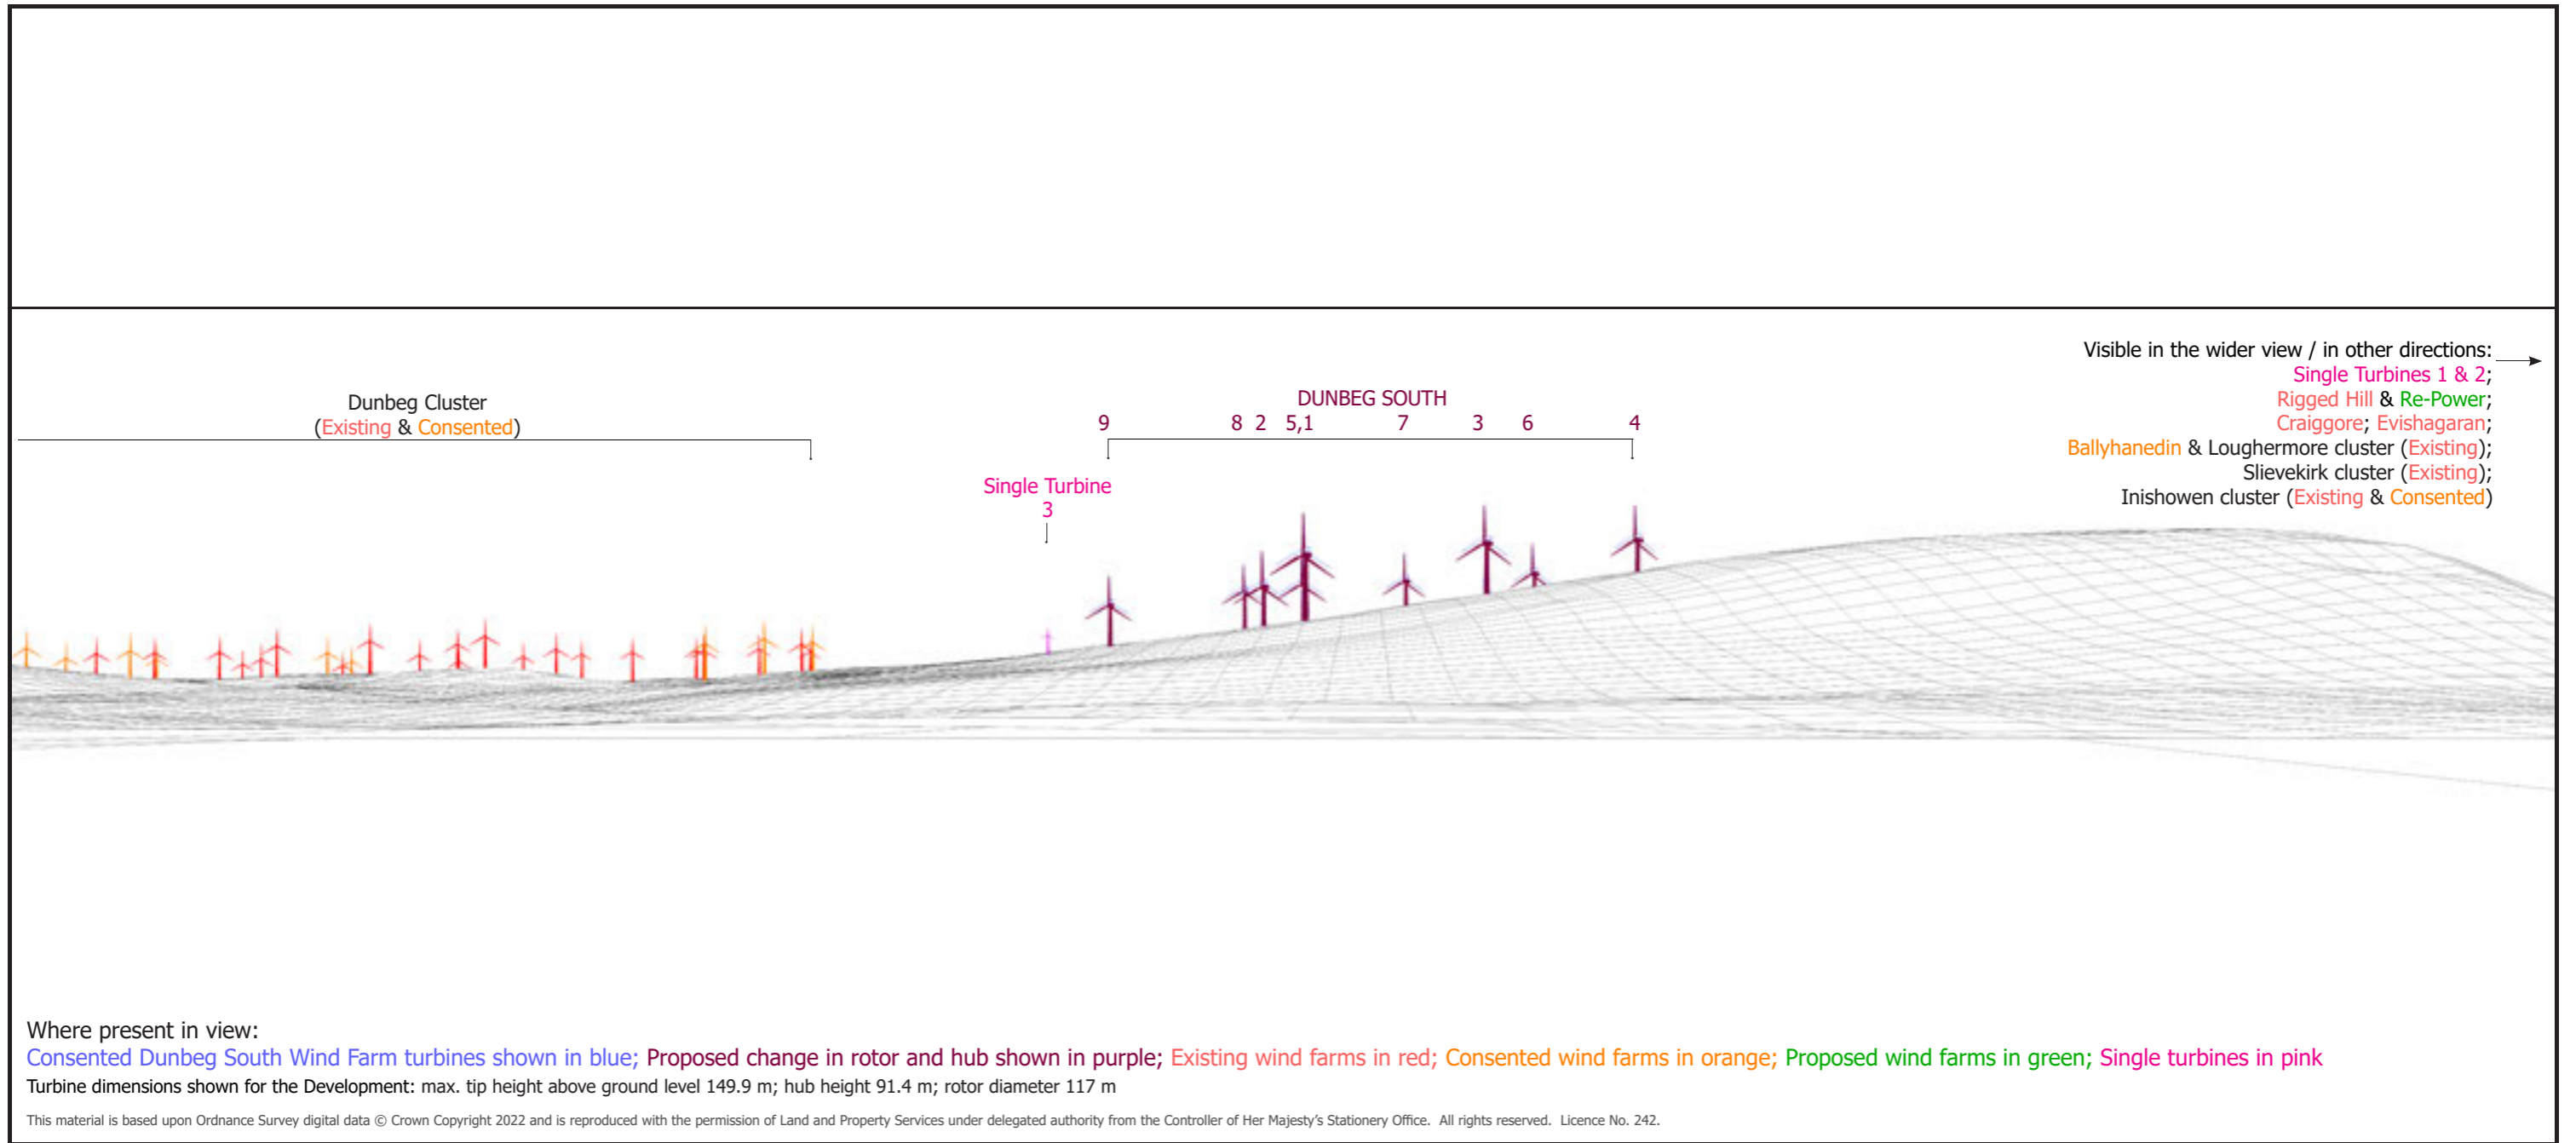 Dunbeg Cluster
(Existing & Consented)
DUNBEG SOUTH
9 8 2 5,1 7 3 6 4
Single Turbine
3
Visible in the wider view / in other directions:
Single Turbines 1 & 2;
Rigged Hill & Re-Power;
Craiggore; Evishagaran;
Ballyhanedin & Loughermore cluster (Existing);
Slievekirk cluster (Existing);
Inishowen cluster (Existing & Consented)
Where present in view:
Consented Dunbeg South Wind Farm turbines shown in blue; Proposed change in rotor and hub shown in purple; Existing wind farms in red; Consented wind farms in orange; Proposed wind farms in green; Single turbines in pink
Turbine dimensions shown for the Development: max. tip height above ground level 149.9 m; hub height 91.4 m; rotor diameter 117 m
This material is based upon Ordnance Survey digital data © Crown Copyright 2022 and is reproduced with the permission of Land and Property Services under delegated authority from the Controller of Her Majesty's Stationery Office. All rights reserved. Licence No. 242.